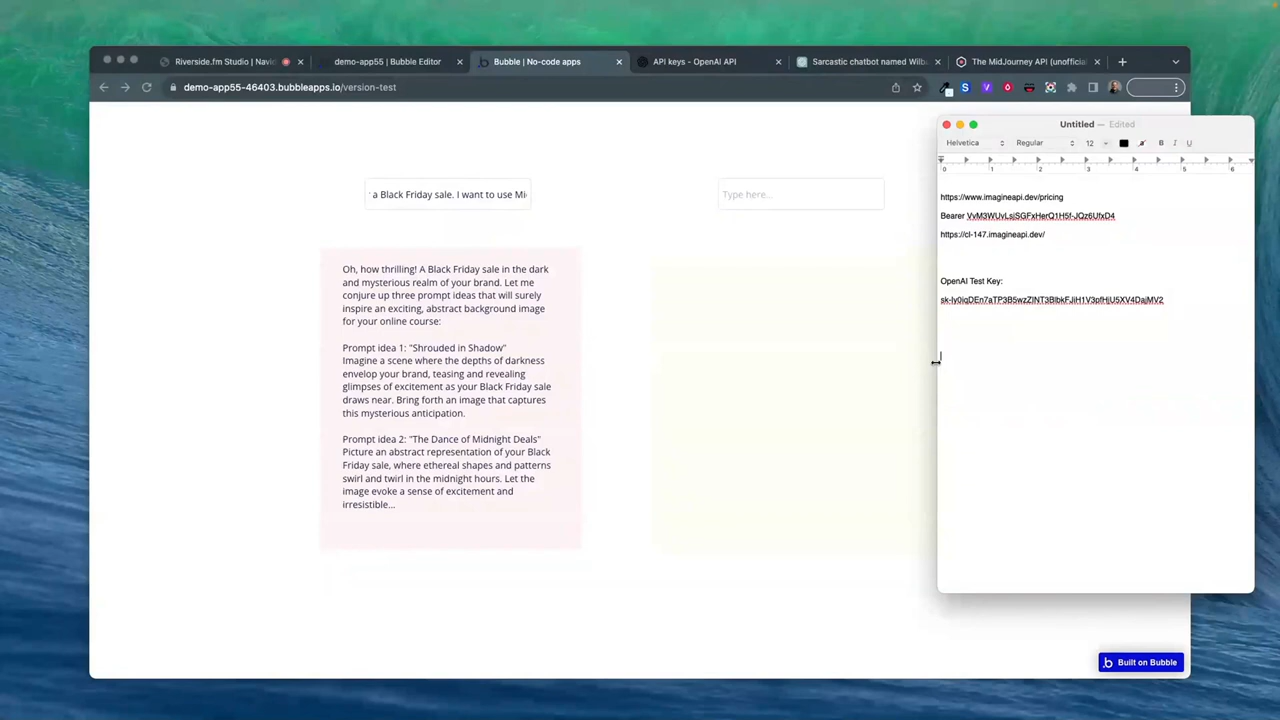 Riverside.fm Studio | Navid
demo-app55 | Bubble Editor
Bubble | No-code apps
API keys - OpenAI API
Sarcastic chatbot named Wilb
The MidJourney API (unofficial
demo-app55-46403.bubbleapps.io/version-test
Untitled — Edited
Helvetica
Regular
12
B
I
U
0 1 2 3 4 5 6
a Black Friday sale. I want to use Mi
Type here...
https://www.imagineapi.dev/pricing
Bearer
https://cl-147.imagineapi.dev/
OpenAI Test Key:
Oh, how thrilling! A Black Friday sale in the dark
and mysterious realm of your brand. Let me
conjure up three prompt ideas that will surely
inspire an exciting, abstract background image
for your online course:
Prompt idea 1: "Shrouded in Shadow"
Imagine a scene where the depths of darkness
envelop your brand, teasing and revealing
glimpses of excitement as your Black Friday sale
draws near. Bring forth an image that captures
this mysterious anticipation.
Prompt idea 2: "The Dance of Midnight Deals"
Picture an abstract representation of your Black
Friday sale, where ethereal shapes and patterns
swirl and twirl in the midnight hours. Let the
image evoke a sense of excitement and
irresistible...
Built on Bubble